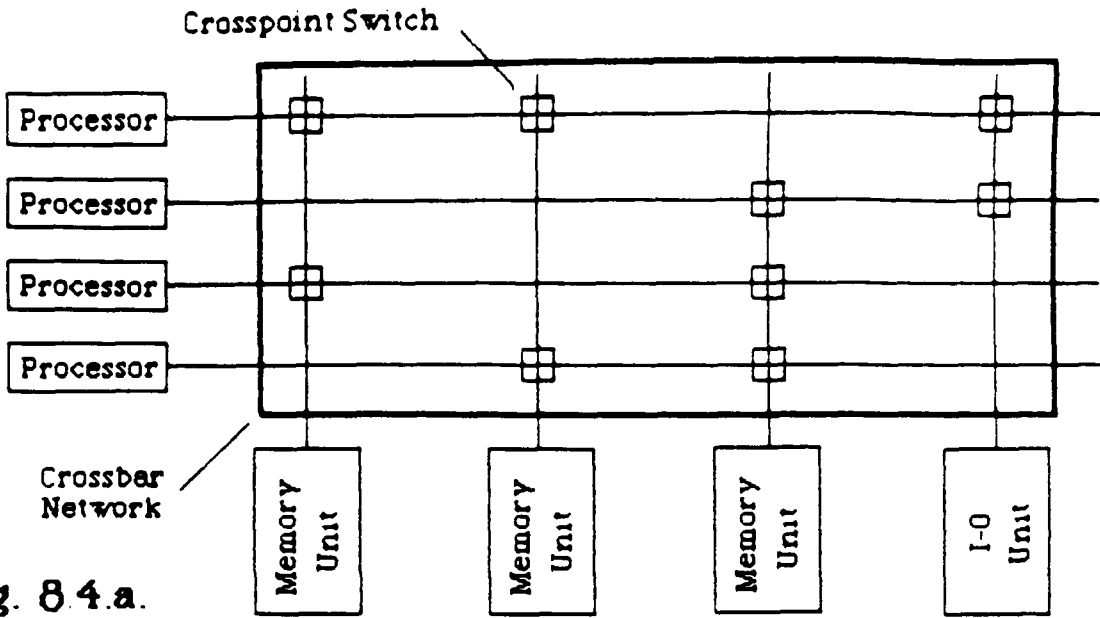 Crosspoint Switch
Processor
Processor
Processor
Processor
Crossbar
Network
Memory
Unit
Memory
Unit
Memory
Unit
I-O
Unit
g. 8.4.a.